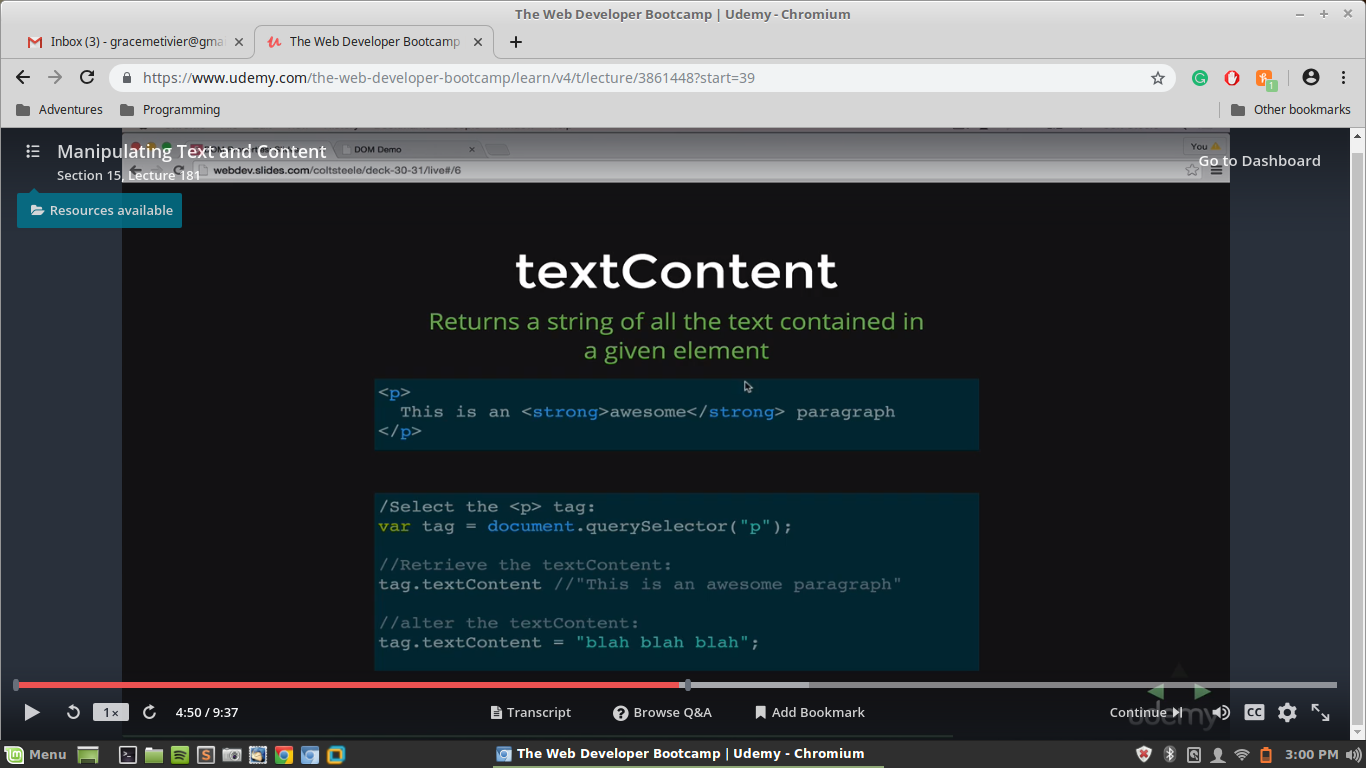 The Web Developer Bootcamp | Udemy - Chromium
Inbox (3) - gracemetivier@gma
The Web Developer Bootcamp
https://www.udemy.com/the-web-developer-bootcamp/learn/v4/t/lecture/3861448?start=39
1
Adventures
Programming
Other bookmarks
Manipulating Text and Content
DOM Demo
You
Section 15, Lecture 181
webdev.slides.com/coltsteele/deck-30-31/live#/6
Go to Dashboard
Resources available
textContent
Returns a string of all the text contained in
a given element
<p>
This is an <strong>awesome</strong> paragraph
</p>
/Select the <p> tag:
var tag = document.querySelector("p");
//Retrieve the textContent:
tag.textContent //"This is an awesome paragraph"
//alter the textContent:
tag.textContent = "blah blah blah";
1×
4:50 / 9:37
Transcript
Browse Q&A
Add Bookmark
Continue
CC
udemy
Menu
The Web Developer Bootcamp | Udemy - Chromium
3:00 PM